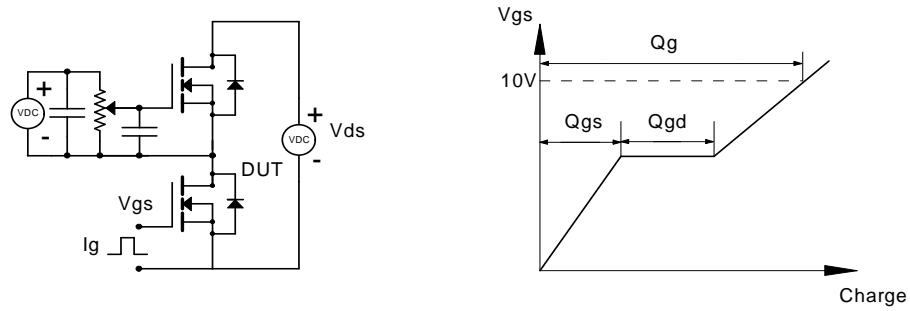 +
VDC
-
+
VDC
-
Vds
DUT
Vgs
Ig
Vgs
Qg
10V
Qgs
Qgd
Charge